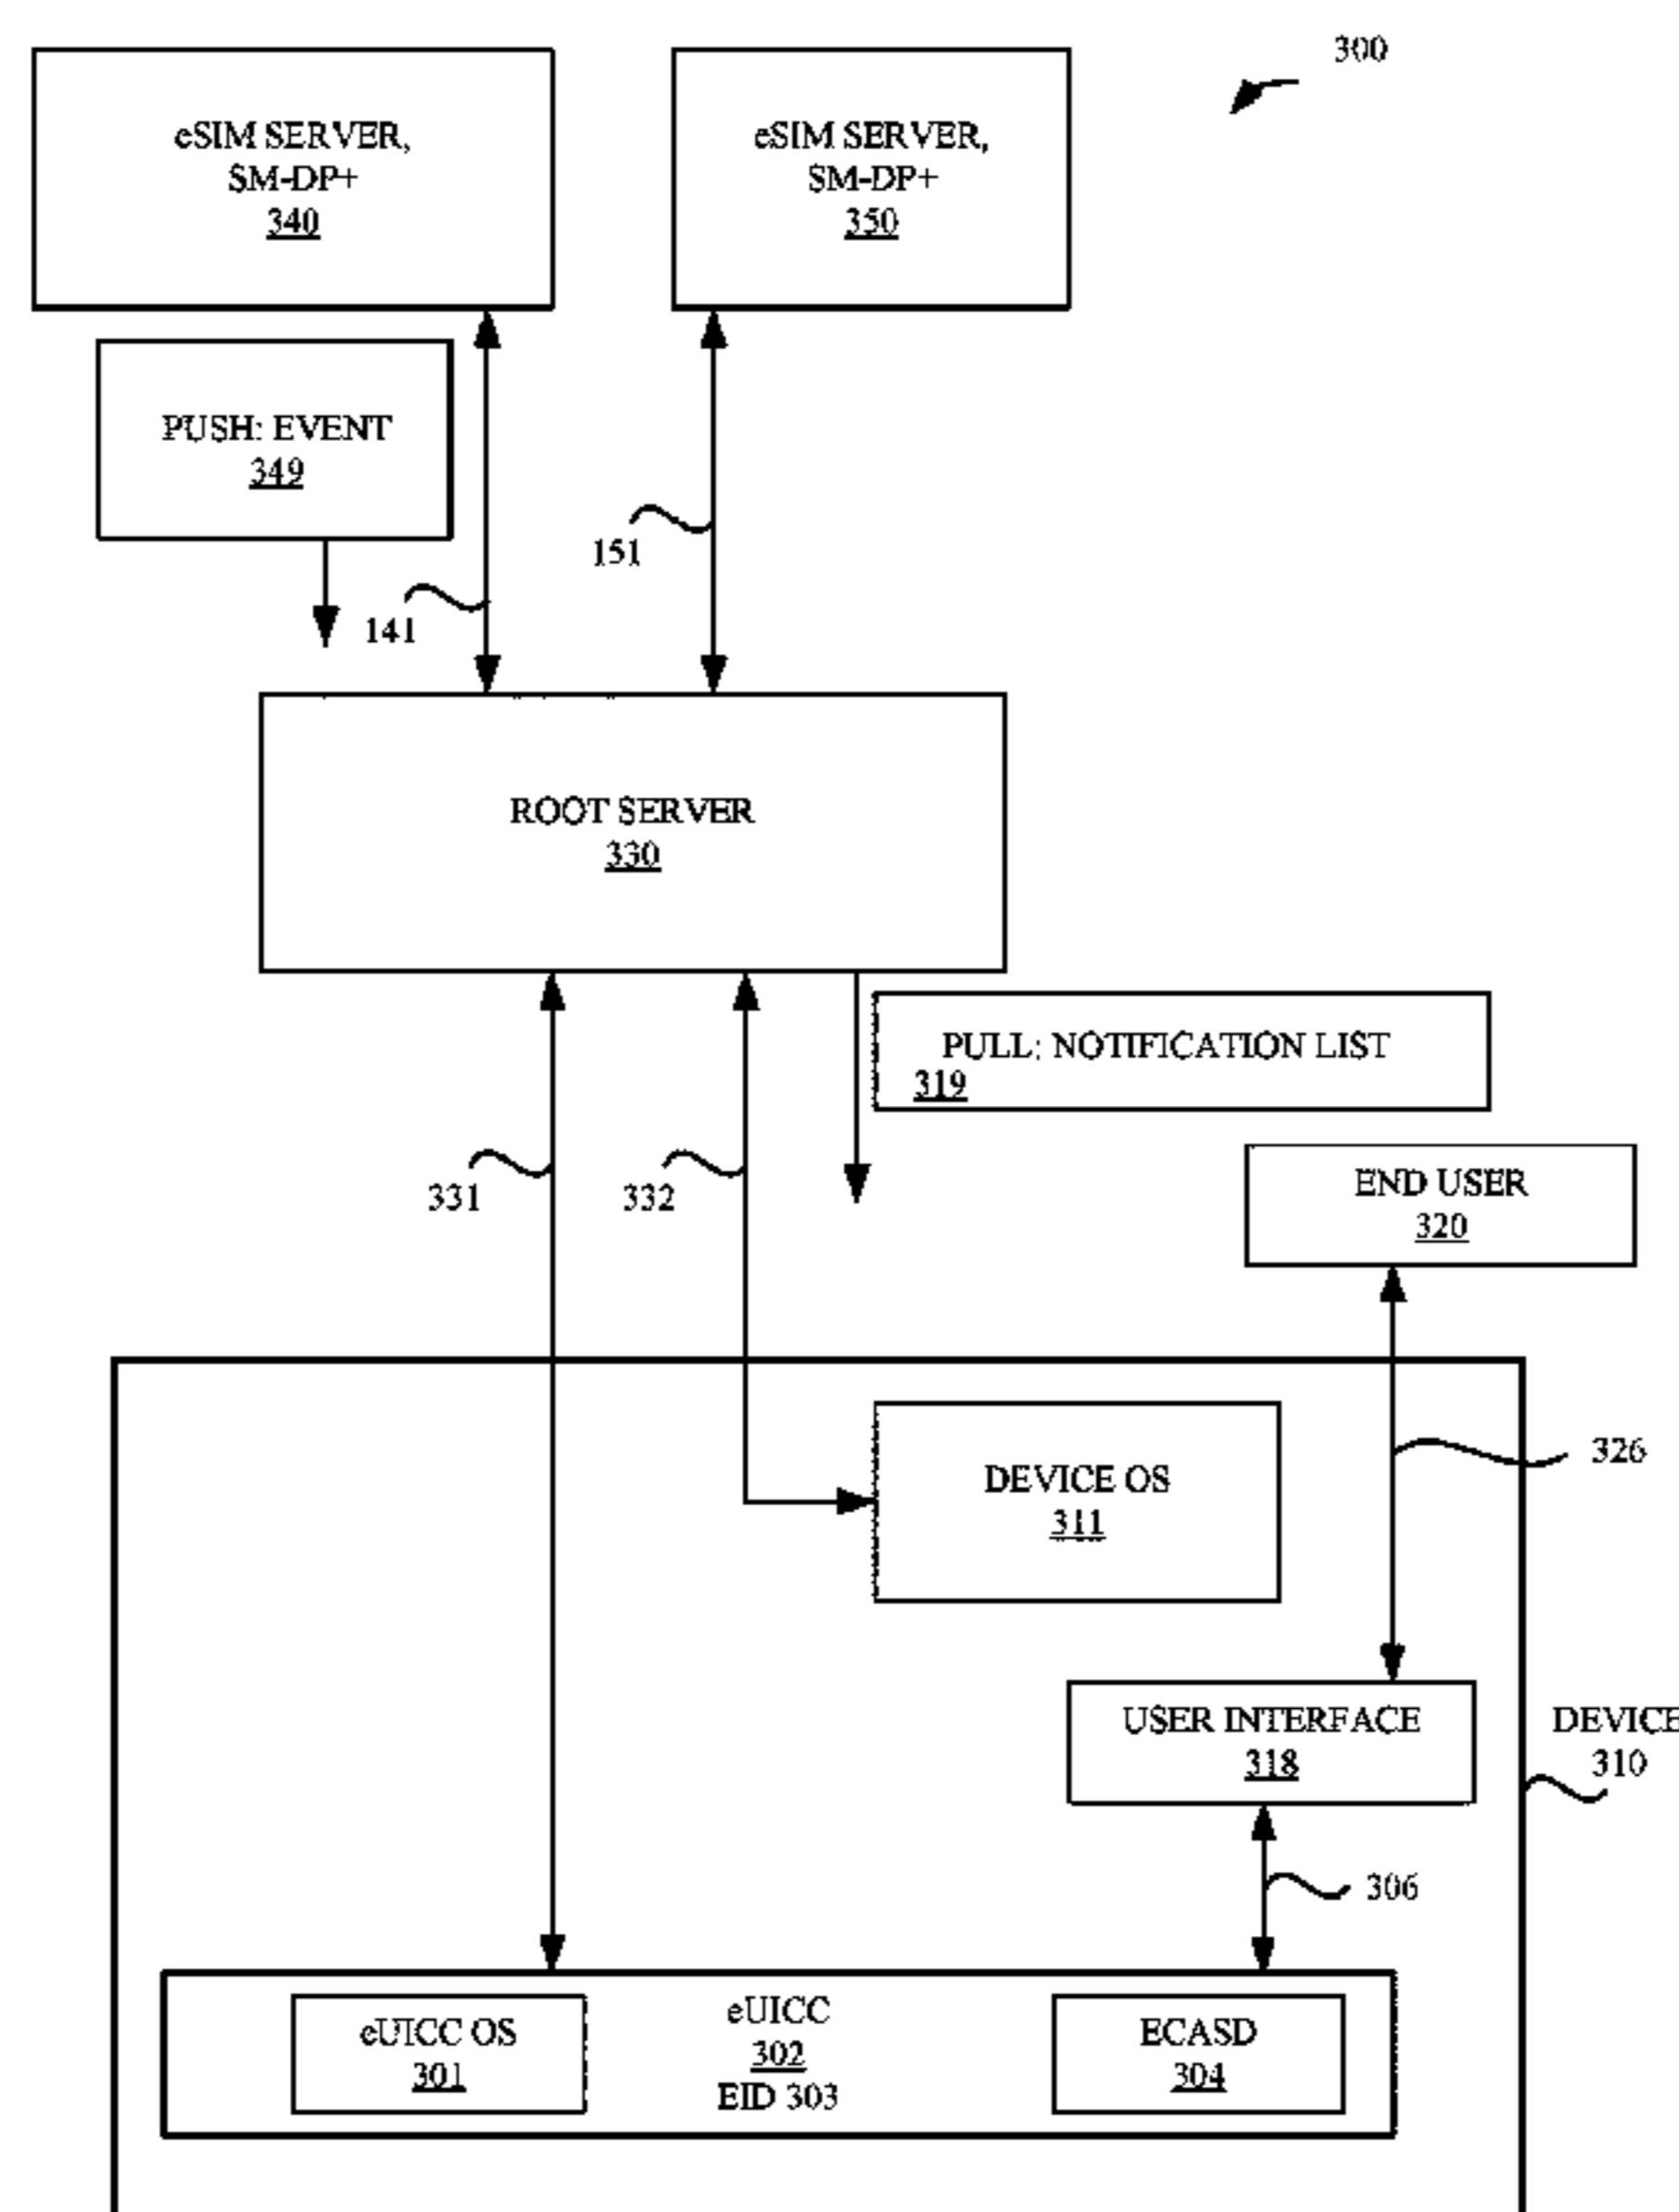 300
eSIM SERVER,
SM-DP+
340
eSIM SERVER,
SM-DP+
350
PUSH: EVENT
349
151
141
ROOT SERVER
330
PULL: NOTIFICATION LIST
319
331
332
END USER
320
326
DEVICE OS
311
USER INTERFACE
318
DEVICE
310
306
eUICC OS
301
eUICC
302
EID 303
ECASD
304